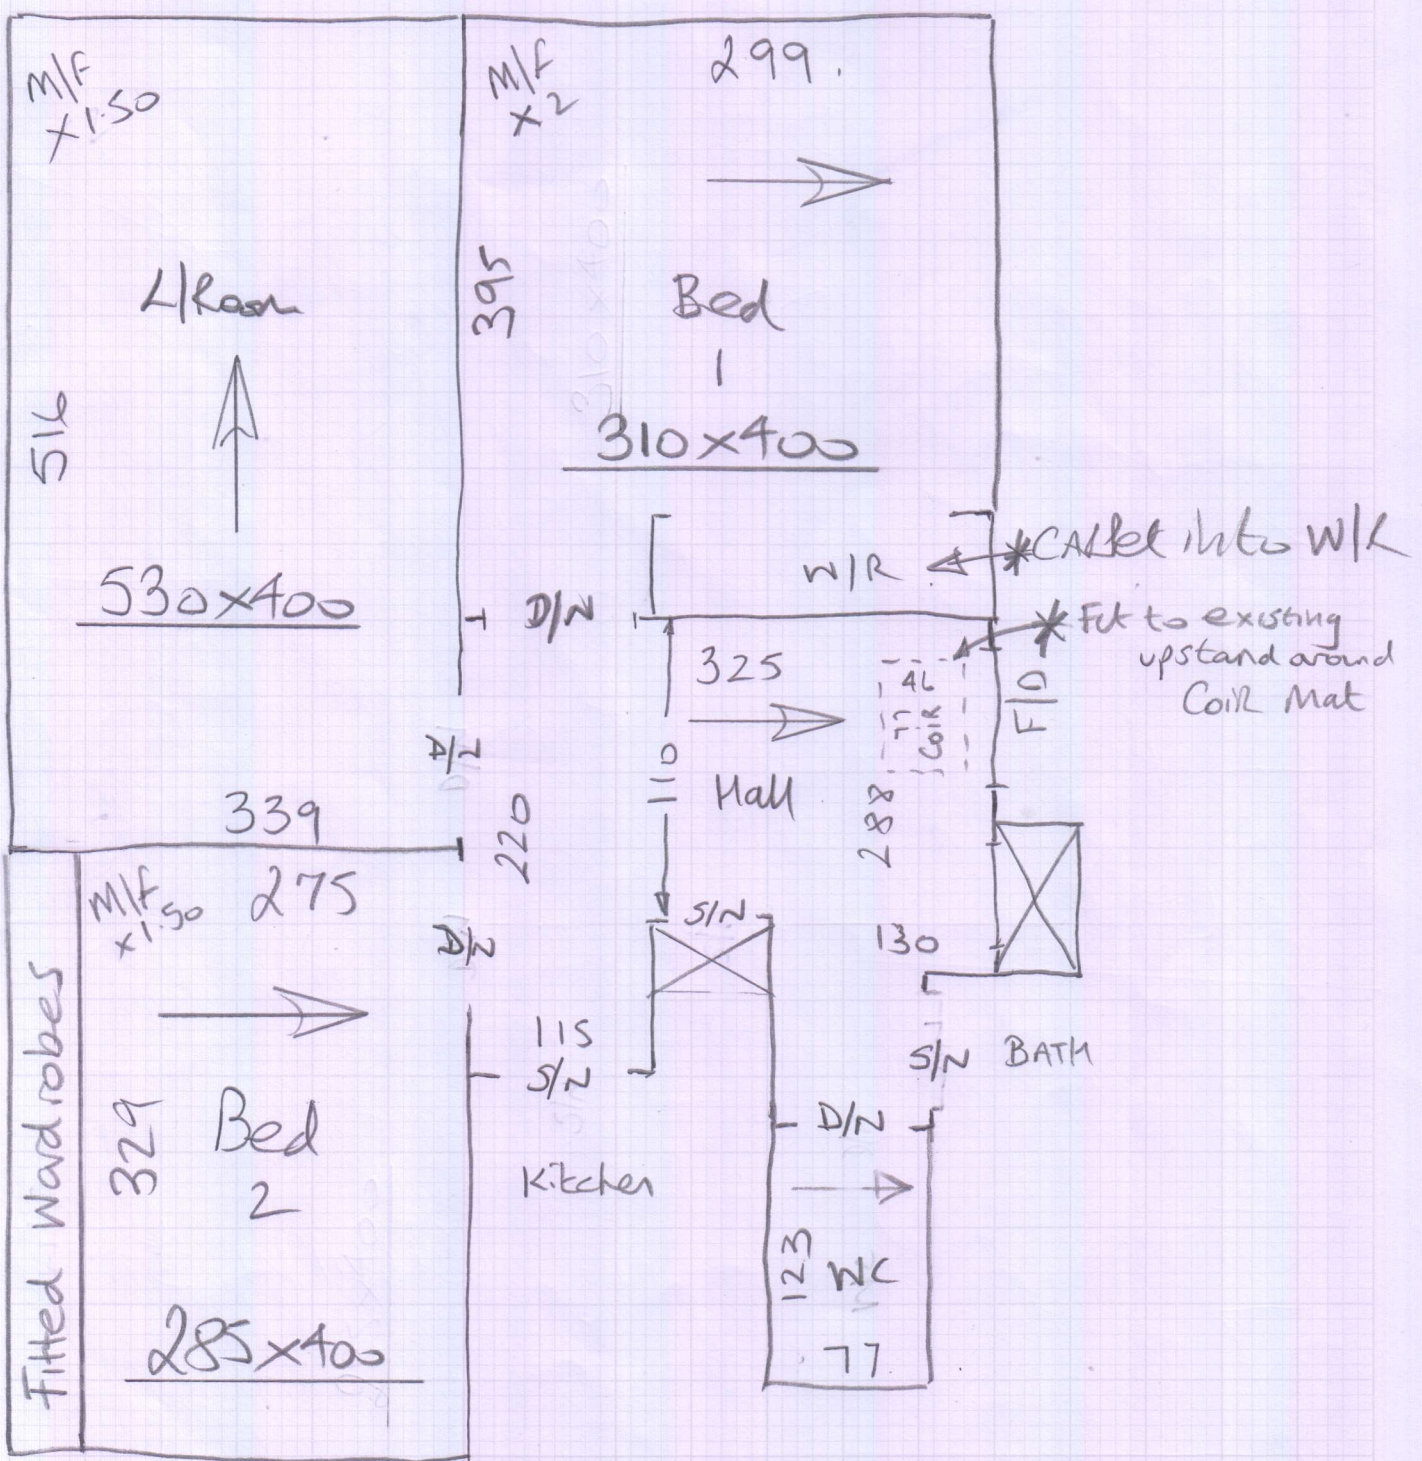 M/F
x1.50
L/Room
516
530x400
339
M/F
x2
299.
395
Bed
1
310x400
W/R
*CARPet into W/R
D/N
*Fit to existing
upstand around
Coir Mat
325
77
COIR
F/D
D/Z
110
Hall
220
288
M/F
x1.50
275
D/Z
S/N
130
Fitted Wardrobes
329
Bed
2
285x400
115
S/N
S/N
BATH
D/N
Kitchen
123
WC
77